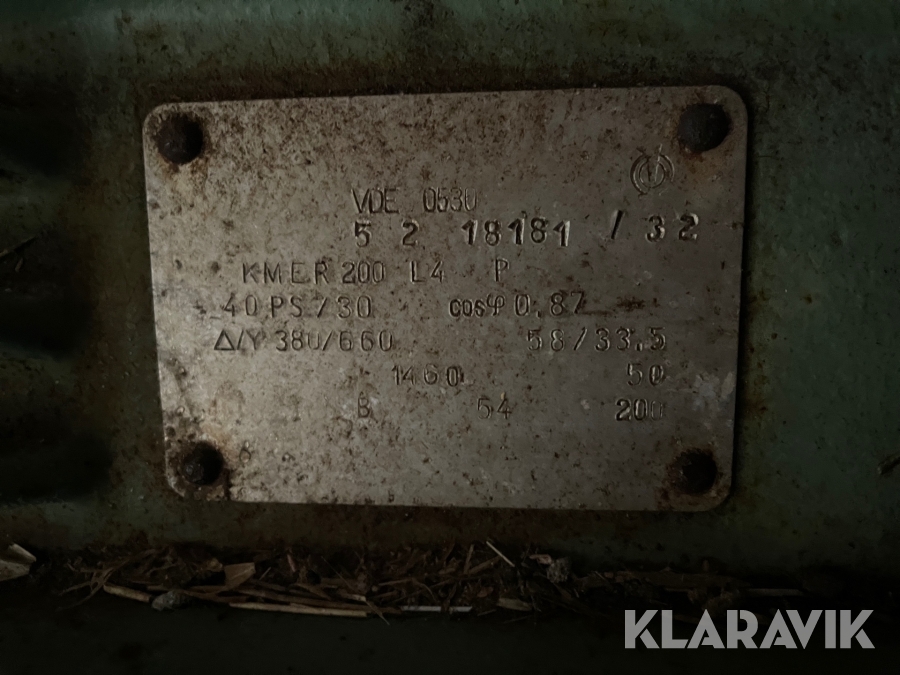 VDE 0530
5 2 18181 / 32
KMER 200 L4 P
40 PS / 30 cosφ 0,87
Δ/Y 380/660 58/33,5
1460 50
B 54 200
KLARAVIK